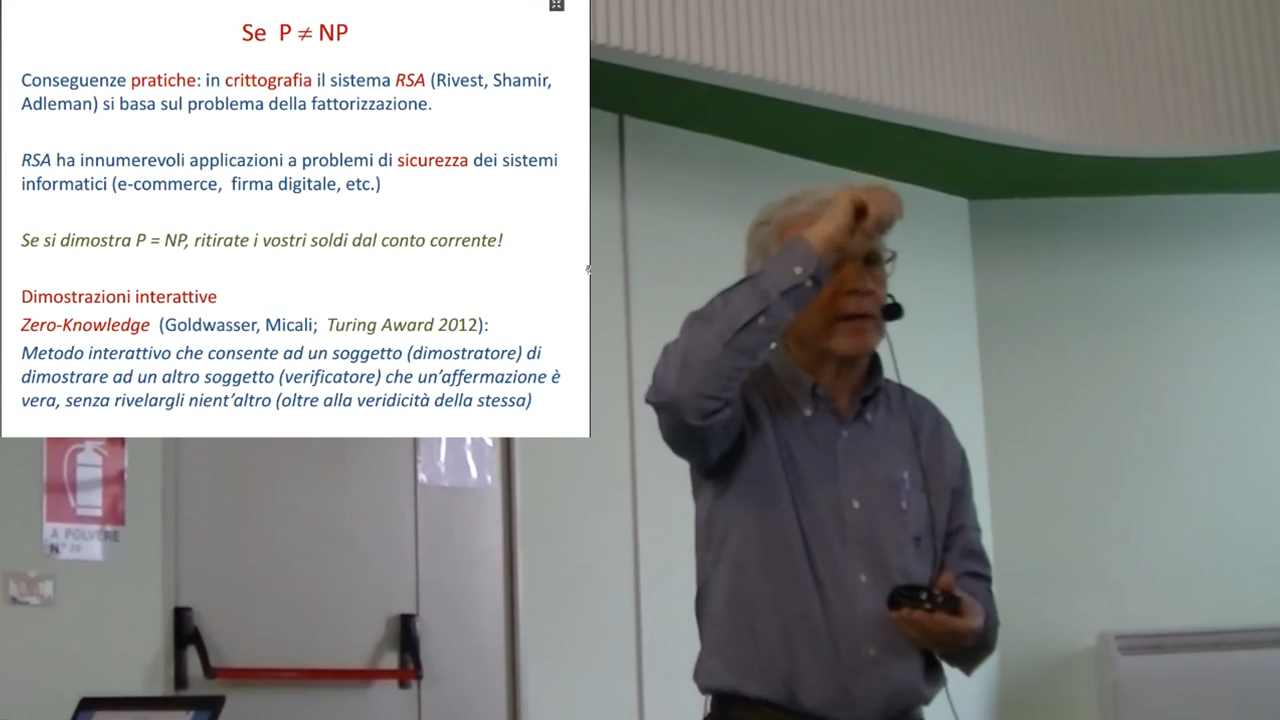 Se P ≠ NP
Conseguenze pratiche: in crittografia il sistema RSA (Rivest, Shamir,
Adleman) si basa sul problema della fattorizzazione.
RSA ha innumerevoli applicazioni a problemi di sicurezza dei sistemi
informatici (e-commerce, firma digitale, etc.)
Se si dimostra P = NP, ritirate i vostri soldi dal conto corrente!
Dimostrazioni interattive
Zero-Knowledge (Goldwasser, Micali; Turing Award 2012):
Metodo interattivo che consente ad un soggetto (dimostratore) di
dimostrare ad un altro soggetto (verificatore) che un'affermazione è
vera, senza rivelargli nient'altro (oltre alla veridicità della stessa)
A POLVERE
N°